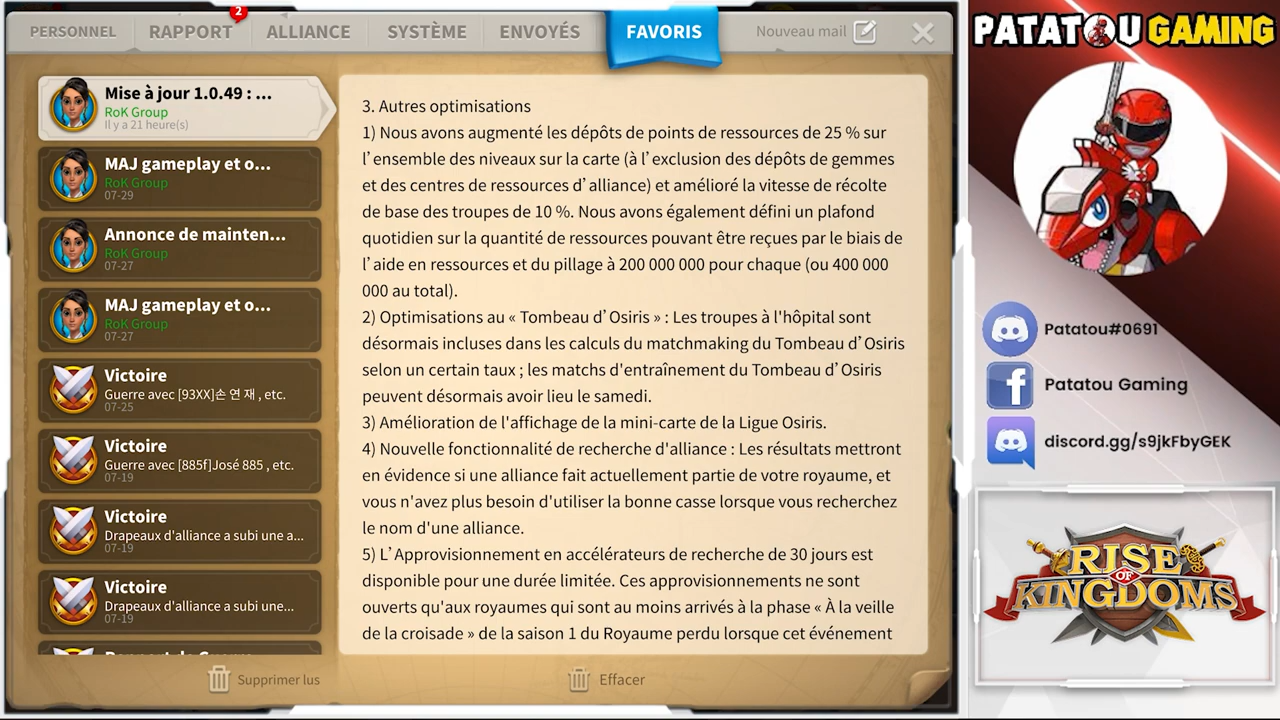 PERSONNEL
RAPPORT
2
ALLIANCE
SYSTÈME
ENVOYÉS
FAVORIS
Nouveau mail
Mise à jour 1.0.49 : ...
RoK Group
Il y a 21 heure(s)
MAJ gameplay et o...
RoK Group
07-29
Annonce de mainten...
RoK Group
07-27
MAJ gameplay et o...
RoK Group
07-27
Victoire
Guerre avec [93XX]손 연 재 , etc.
07-25
Victoire
Guerre avec [885f]José 885 , etc.
07-19
Victoire
Drapeaux d'alliance a subi une a...
07-19
Victoire
Drapeaux d'alliance a subi une...
07-19
3. Autres optimisations
1) Nous avons augmenté les dépôts de points de ressources de 25 % sur
l’ensemble des niveaux sur la carte (à l’exclusion des dépôts de gemmes
et des centres de ressources d’alliance) et amélioré la vitesse de récolte
de base des troupes de 10 %. Nous avons également défini un plafond
quotidien sur la quantité de ressources pouvant être reçues par le biais de
l’aide en ressources et du pillage à 200 000 000 pour chaque (ou 400 000
000 au total).
2) Optimisations au « Tombeau d’Osiris » : Les troupes à l'hôpital sont
désormais incluses dans les calculs du matchmaking du Tombeau d’Osiris
selon un certain taux ; les matchs d'entraînement du Tombeau d’Osiris
peuvent désormais avoir lieu le samedi.
3) Amélioration de l'affichage de la mini-carte de la Ligue Osiris.
4) Nouvelle fonctionnalité de recherche d'alliance : Les résultats mettront
en évidence si une alliance fait actuellement partie de votre royaume, et
vous n'avez plus besoin d'utiliser la bonne casse lorsque vous recherchez
le nom d'une alliance.
5) L’Approvisionnement en accélérateurs de recherche de 30 jours est
disponible pour une durée limitée. Ces approvisionnements ne sont
ouverts qu'aux royaumes qui sont au moins arrivés à la phase « À la veille
de la croisade » de la saison 1 du Royaume perdu lorsque cet événement
Supprimer lus
Effacer
PATATOU GAMING
Patatou#0691
Patatou Gaming
discord.gg/s9jkFbyGEK
RISE
OF
KINGDOMS